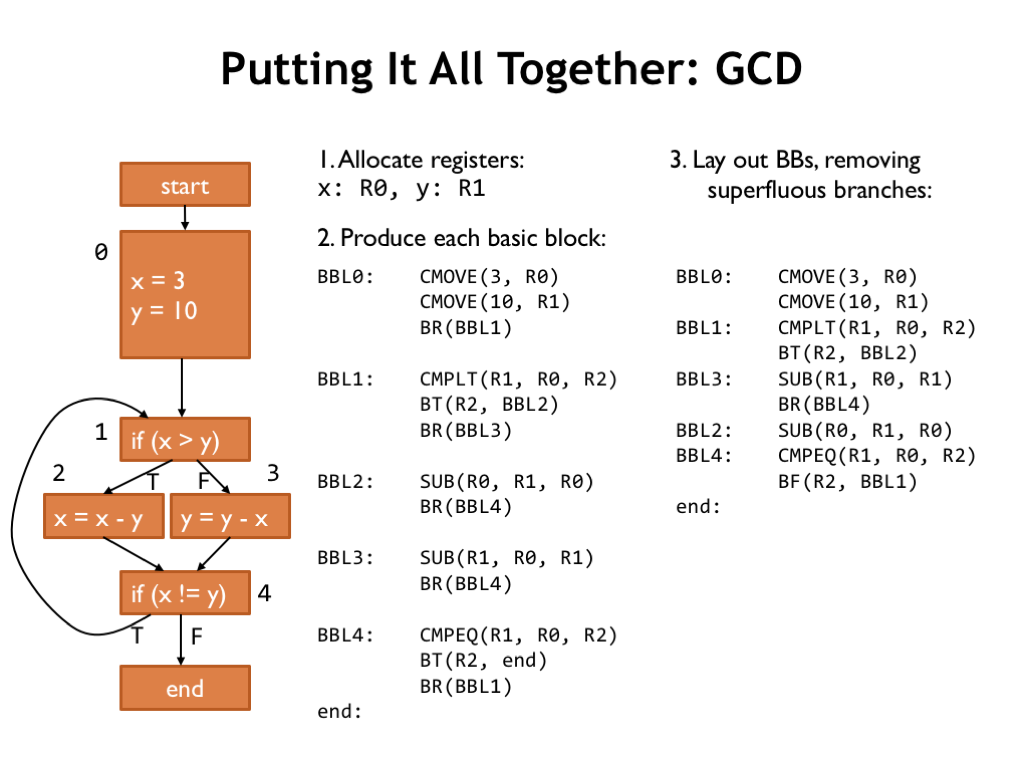 Putting It All Together: GCD
start
0
x = 3
y = 10
1
if (x > y)
2
T
F
3
x = x - y
y = y - x
if (x != y)
4
T
F
end
1. Allocate registers:
x: R0, y: R1
2. Produce each basic block:
BBL0: CMOVE(3, R0)
CMOVE(10, R1)
BR(BBL1)
BBL1: CMPLT(R1, R0, R2)
BT(R2, BBL2)
BR(BBL3)
BBL2: SUB(R0, R1, R0)
BR(BBL4)
BBL3: SUB(R1, R0, R1)
BR(BBL4)
BBL4: CMPEQ(R1, R0, R2)
BT(R2, end)
BR(BBL1)
end:
3. Lay out BBs, removing
superfluous branches:
BBL0: CMOVE(3, R0)
CMOVE(10, R1)
BBL1: CMPLT(R1, R0, R2)
BT(R2, BBL2)
BBL3: SUB(R1, R0, R1)
BR(BBL4)
BBL2: SUB(R0, R1, R0)
BBL4: CMPEQ(R1, R0, R2)
BF(R2, BBL1)
end: